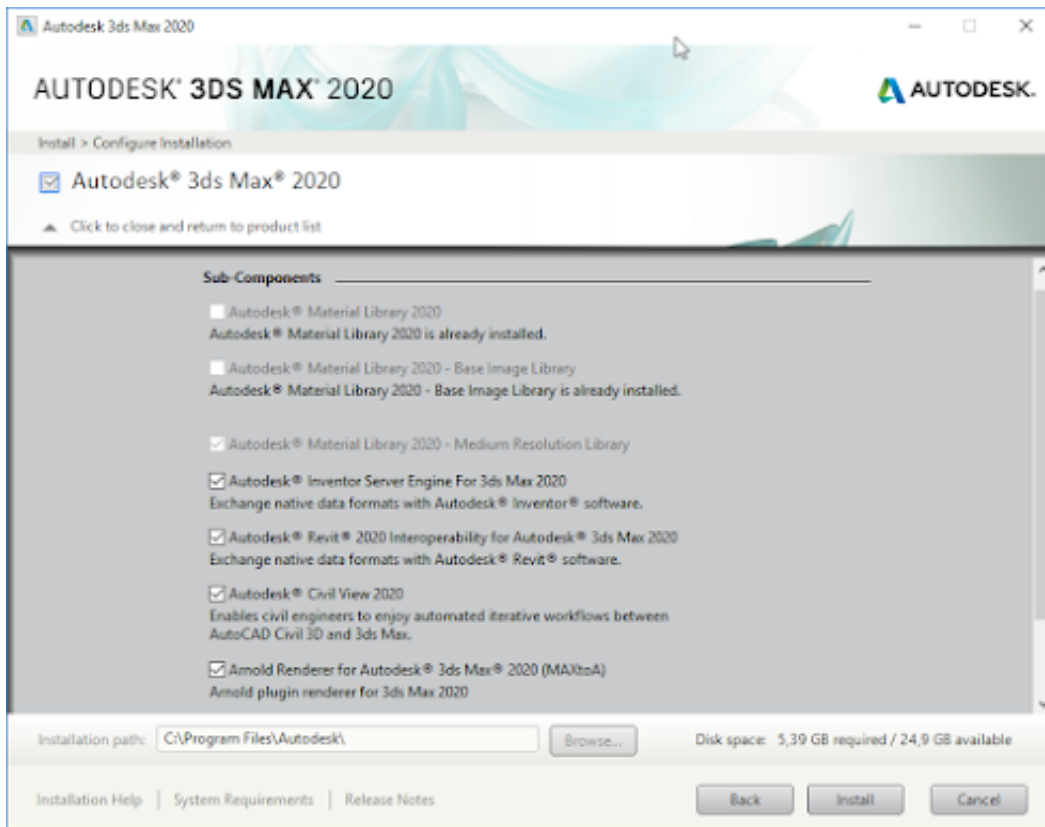 Autodesk 3ds Max 2020
AUTODESK® 3DS MAX® 2020
AUTODESK.
Install > Configure Installation
Autodesk® 3ds Max® 2020
Click to close and return to product list
Sub-Components
Autodesk® Material Library 2020
Autodesk® Material Library 2020 is already installed.
Autodesk® Material Library 2020 - Base Image Library
Autodesk® Material Library 2020 - Base Image Library is already installed.
Autodesk® Material Library 2020 - Medium Resolution Library
Autodesk® Inventor Server Engine For 3ds Max 2020
Exchange native data formats with Autodesk® Inventor® software.
Autodesk® Revit® 2020 Interoperability for Autodesk® 3ds Max 2020
Exchange native data formats with Autodesk® Revit® software.
Autodesk® Civil View 2020
Enables civil engineers to enjoy automated iterative workflows between
AutoCAD Civil 3D and 3ds Max.
Arnold Renderer for Autodesk® 3ds Max® 2020 (MAXtoA)
Arnold plugin renderer for 3ds Max 2020
Installation path: C:\Program Files\Autodesk\ Browse... Disk space: 5,39 GB required / 24,9 GB available
Installation Help | System Requirements | Release Notes Back Install Cancel